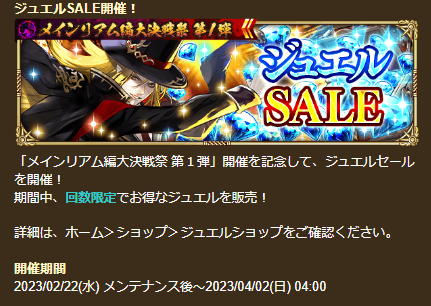 ジュエルSALE開催！
メインリアム編大決戦祭 第1弾
ジュエル
SALE
「メインリアム編大決戦祭 第１弾」開催を記念して、ジュエルセール
を開催！
期間中、回数限定でお得なジュエルを販売！
詳細は、ホーム＞ショップ＞ジュエルショップをご確認ください。
開催期間
2023/02/22(水) メンテナンス後～2023/04/02(日) 04:00